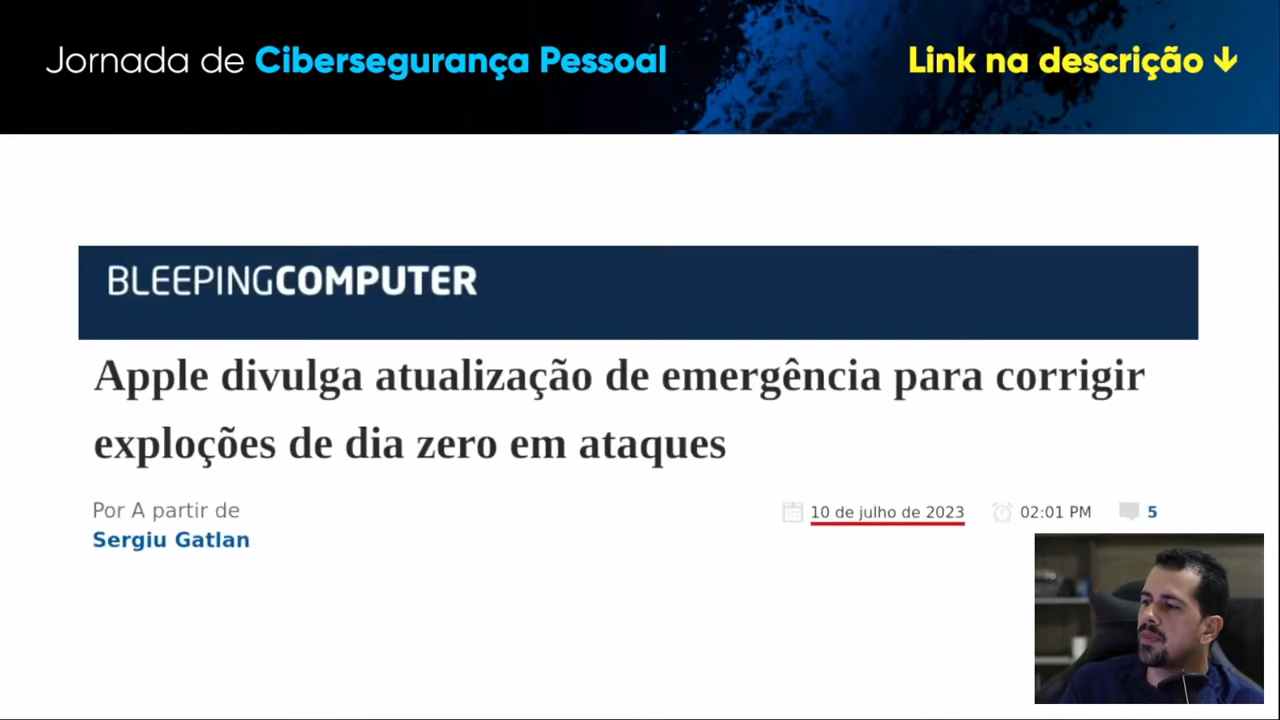 Jornada de Cibersegurança Pessoal
Link na descrição ↓
BLEEPINGCOMPUTER
Apple divulga atualização de emergência para corrigir
exploções de dia zero em ataques
Por A partir de
Sergiu Gatlan
10 de julho de 2023
02:01 PM
5